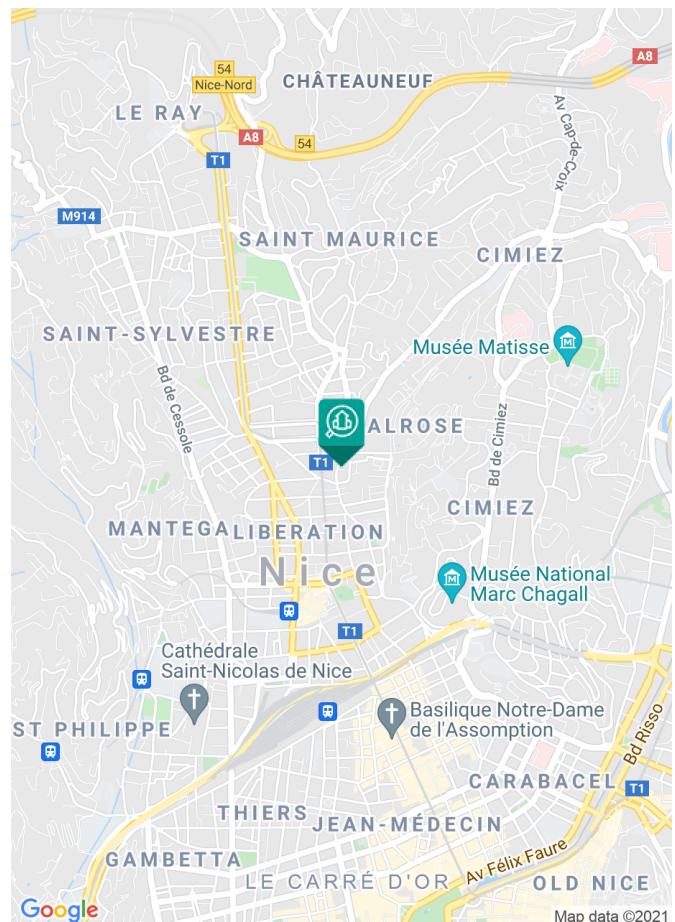 A8
54
Nice-Nord
CHÂTEAUNEUF
LE RAY
Av Cap-de-Croix
A8
54
T1
M914
SAINT MAURICE
CIMIEZ
SAINT-SYLVESTRE
Musée Matisse
Bd de Cessole
ALROSE
Bd de Cimiez
T1
CIMIEZ
MANTEGA
LIBERATION
Nice
Musée National
Marc Chagall
T1
Cathédrale
Saint-Nicolas de Nice
ST PHILIPPE
Basilique Notre-Dame
de l'Assomption
Bd Risso
CARABACEL
T1
THIERS
JEAN-MÉDECIN
GAMBETTA
Av Félix Faure
LE CARRÉ D'OR
OLD NICE
Google
Map data ©2021